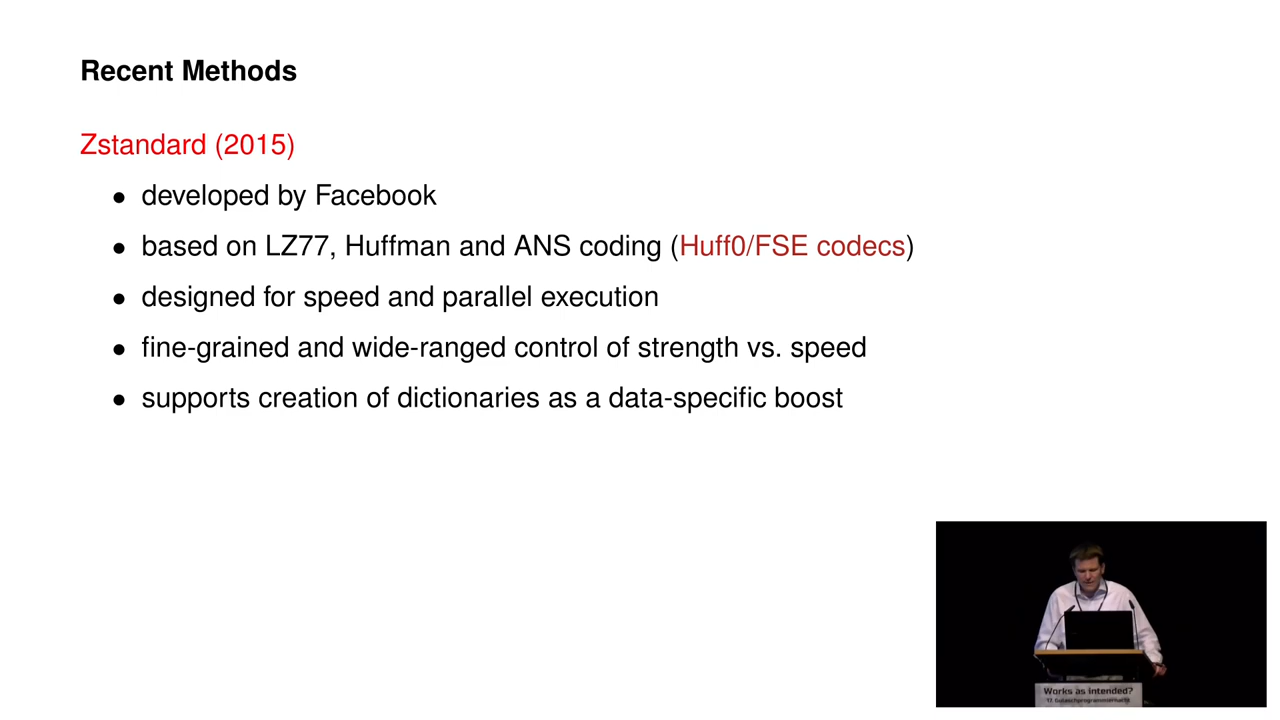 Recent Methods
Zstandard (2015)
• developed by Facebook
• based on LZ77, Huffman and ANS coding (Huff0/FSE codecs)
• designed for speed and parallel execution
• fine-grained and wide-ranged control of strength vs. speed
• supports creation of dictionaries as a data-specific boost
Works as intended?